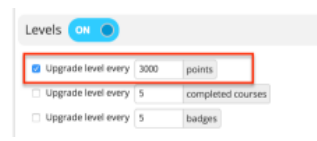 Levels ON
Upgrade level every 3000 points
Upgrade level every 5 completed courses
Upgrade level every 5 badges